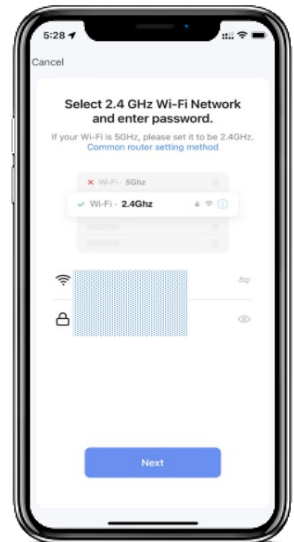 5:28
Cancel
Select 2.4 GHz Wi-Fi Network
and enter password.
If your Wi-Fi is 5GHz, please set it to be 2.4GHz.
Common router setting method
Wi-Fi - 5Ghz
Wi-Fi - 2.4Ghz
Next